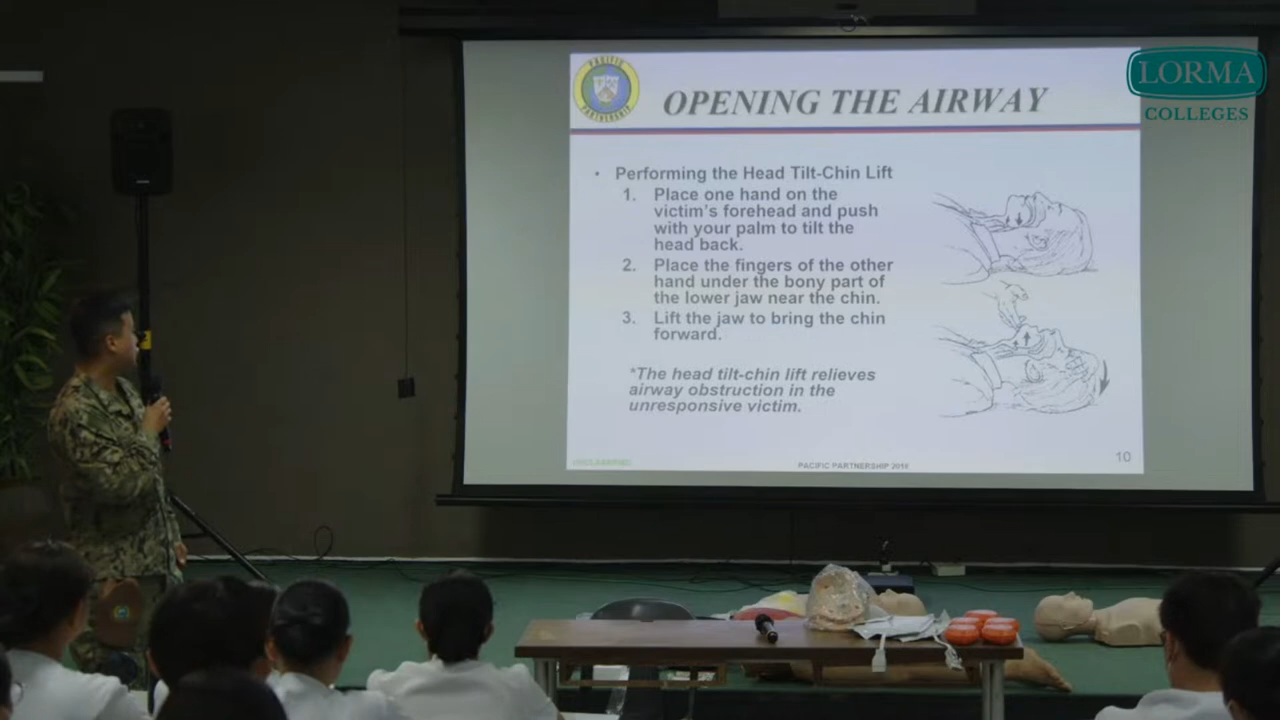 PACIFIC
PARTNERSHIP
OPENING THE AIRWAY
LORMA
COLLEGES
• Performing the Head Tilt-Chin Lift
1. Place one hand on the
victim's forehead and push
with your palm to tilt the
head back.
2. Place the fingers of the other
hand under the bony part of
the lower jaw near the chin.
3. Lift the jaw to bring the chin
forward.
*The head tilt-chin lift relieves
airway obstruction in the
unresponsive victim.
UNCLASSIFIED
PACIFIC PARTNERSHIP
10